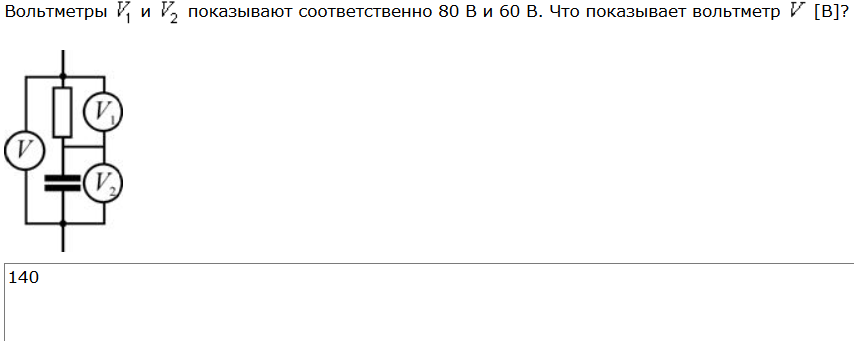 Вольтметры V1 и V2 показывают соответственно 80 В и 60 В. Что показывает вольтметр V [В]?
V1
V
V2
140